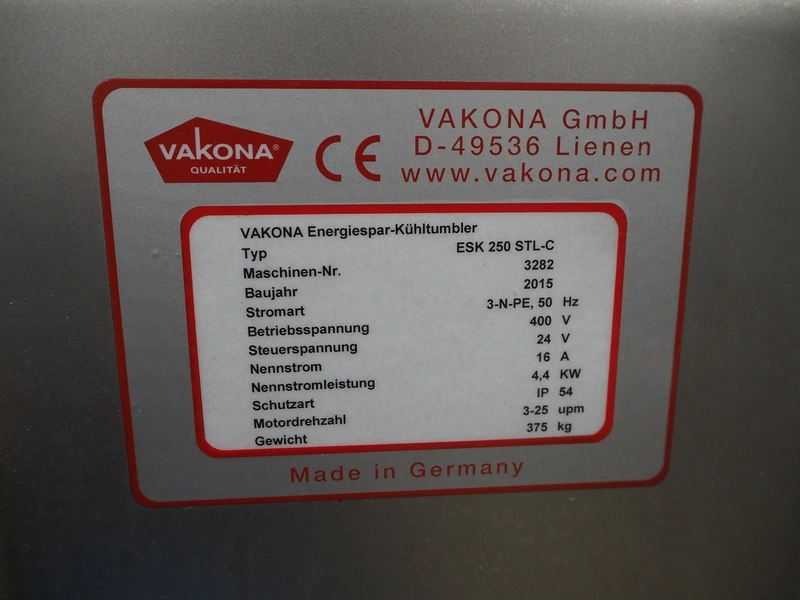 VAKONA®
QUALITÄT
CE
VAKONA GmbH
D-49536 Lienen
www.vakona.com
VAKONA Energiespar-Kühltumbler
Typ ESK 250 STL-C
Maschinen-Nr. 3282
Baujahr 2015
Stromart 3-N-PE, 50 Hz
Betriebsspannung 400 V
Steuerspannung 24 V
Nennstrom 16 A
Nennstromleistung 4,4 KW
Schutzart IP 54
Motordrehzahl 3-25 upm
Gewicht 375 kg
Made in Germany